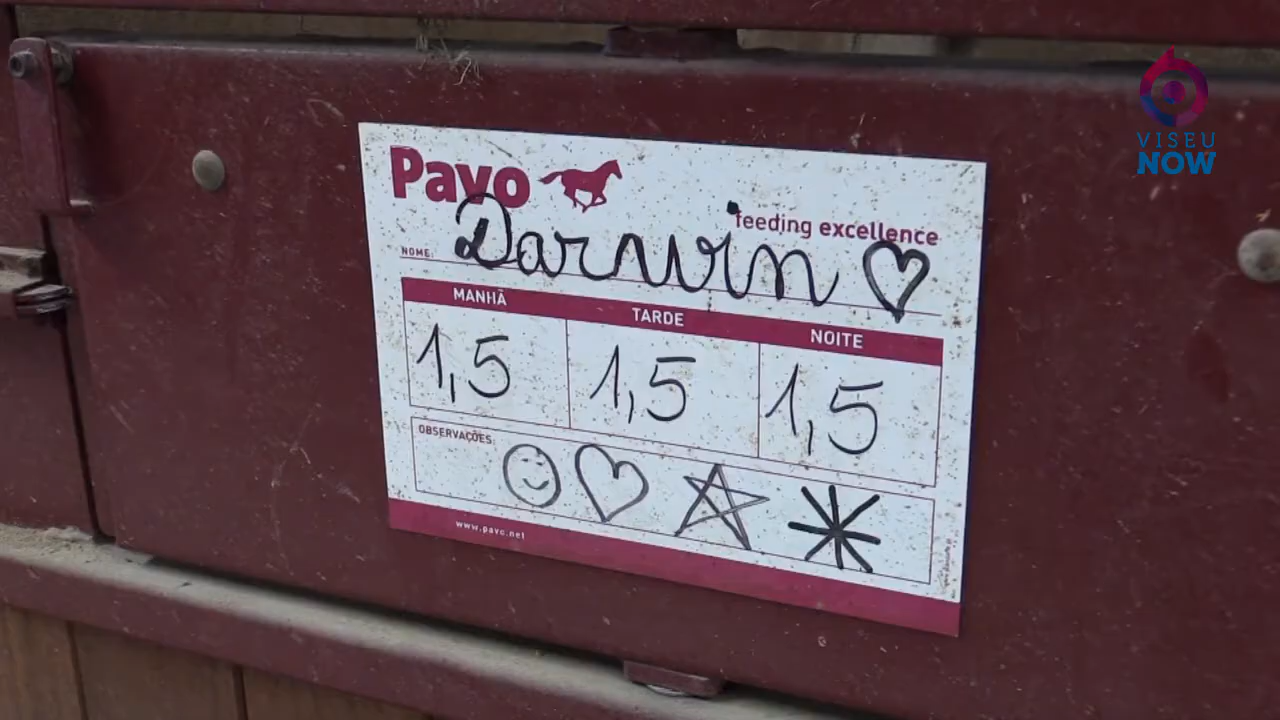 VISEU
NOW
Pavo
feeding excellence
NOME: Darwin
MANHÃ TARDE NOITE
1,5 1,5 1,5
OBSERVAÇÕES:
www.pavo.net